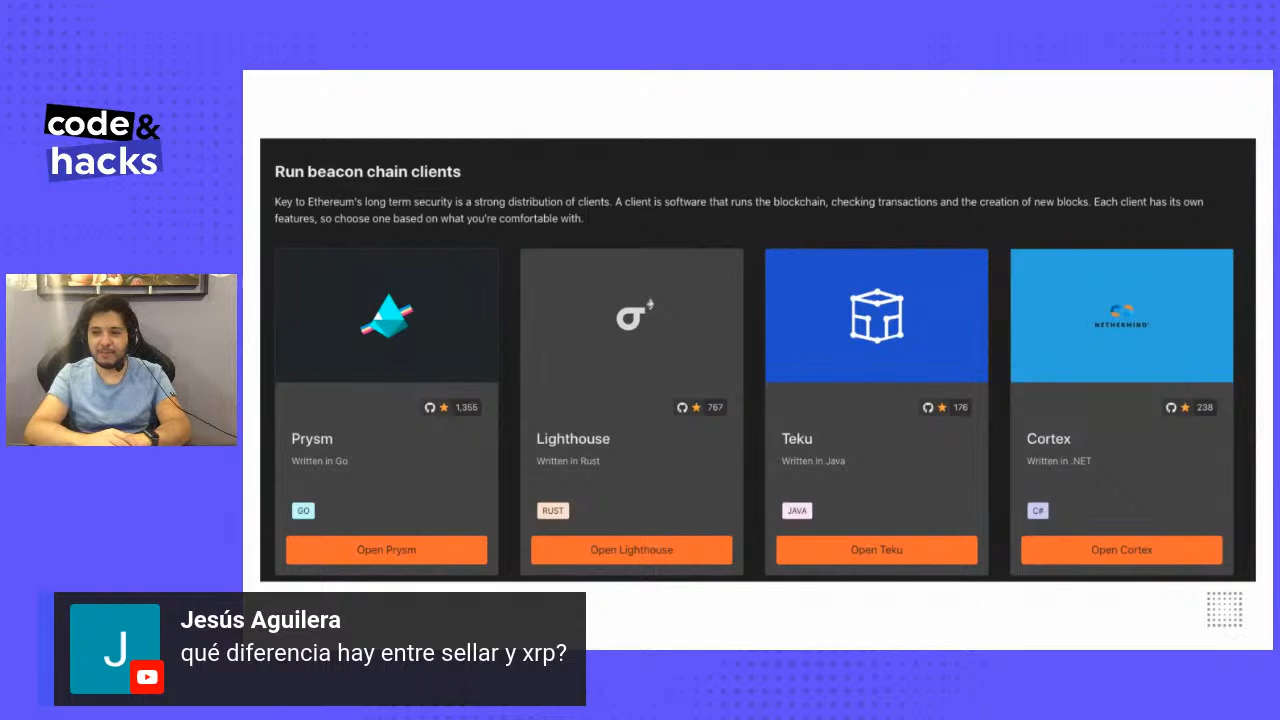 code&
hacks
Run beacon chain clients
Key to Ethereum's long term security is a strong distribution of clients. A client is software that runs the blockchain, checking transactions and the creation of new blocks. Each client has its own
features, so choose one based on what you're comfortable with.
NETHERMIND
1,355
767
176
238
Prysm
Lighthouse
Teku
Cortex
Written in Go
Written in Rust
Written in Java
Written in .NET
GO
RUST
JAVA
C#
Open Prysm
Open Lighthouse
Open Teku
Open Cortex
J
Jesús Aguilera
qué diferencia hay entre sellar y xrp?